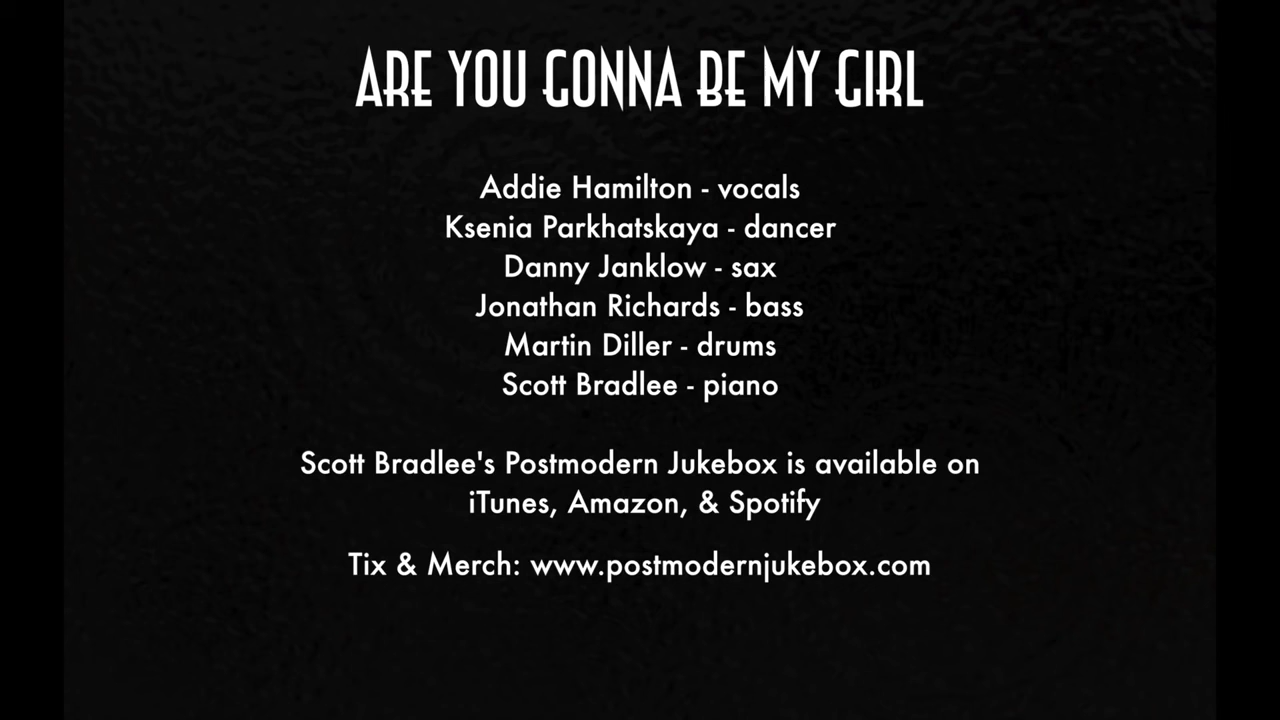 ARE YOU GONNA BE MY GIRL
Addie Hamilton - vocals
Ksenia Parkhatskaya - dancer
Danny Janklow - sax
Jonathan Richards - bass
Martin Diller - drums
Scott Bradlee - piano
Scott Bradlee's Postmodern Jukebox is available on
iTunes, Amazon, & Spotify
Tix & Merch: www.postmodernjukebox.com